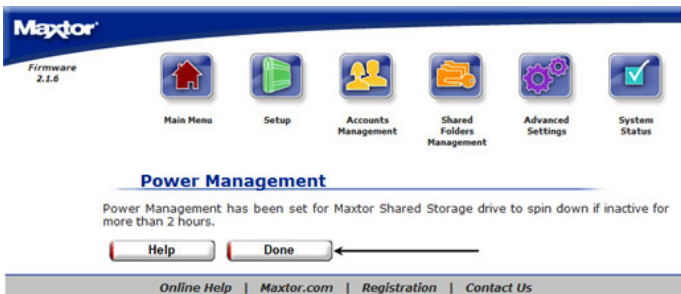 Maxtor
Firmware
2.1.6
Main Menu
Setup
Accounts
Management
Shared
Folders
Management
Advanced
Settings
System
Status
Power Management
Power Management has been set for Maxtor Shared Storage drive to spin down if inactive for
more than 2 hours.
Help
Done
Online Help | Maxtor.com | Registration | Contact Us